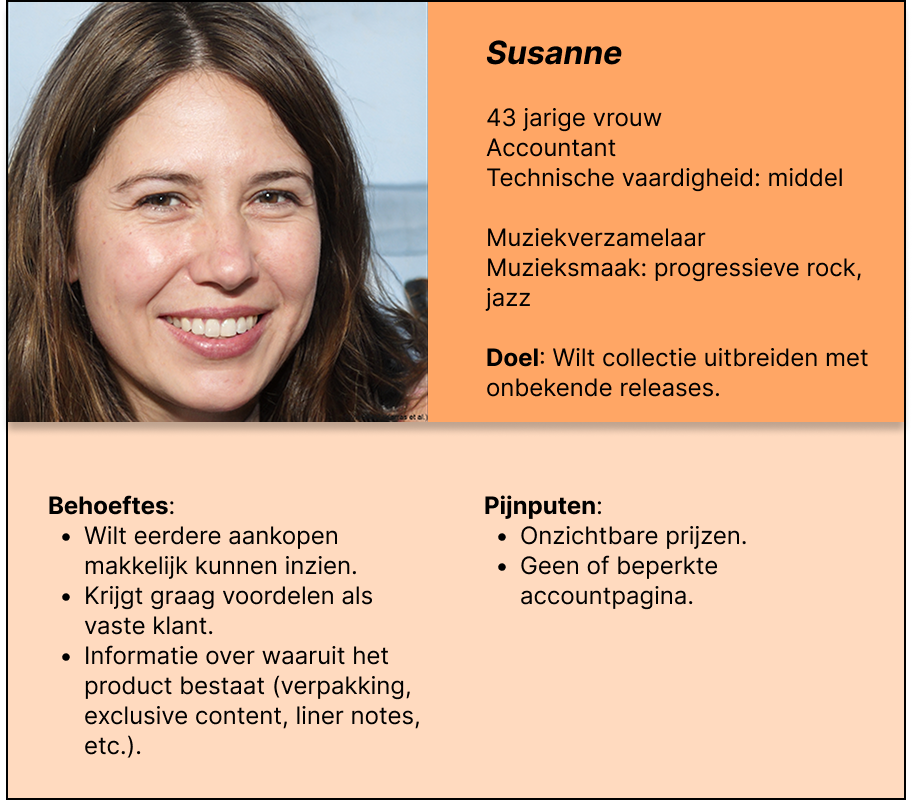 Susanne
43 jarige vrouw
Accountant
Technische vaardigheid: middel
Muziekverzamelaar
Muzieksmaak: progressieve rock,
jazz
Doel: Wilt collectie uitbreiden met
onbekende releases.
et al.)
Behoeftes:
• Wilt eerdere aankopen
makkelijk kunnen inzien.
• Krijgt graag voordelen als
vaste klant.
• Informatie over waaruit het
product bestaat (verpakking,
exclusive content, liner notes,
etc.).
Pijnputen:
• Onzichtbare prijzen.
• Geen of beperkte
accountpagina.